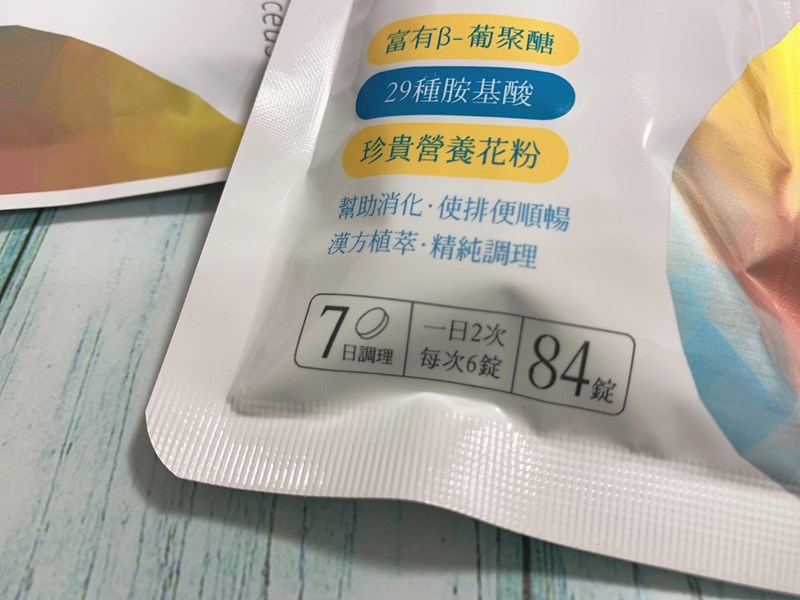 富有β-葡聚醣
29種胺基酸
珍貴營養花粉
幫助消化·使排便順暢
漢方植萃·精純調理
7日調理
一日2次
每次6錠
84錠